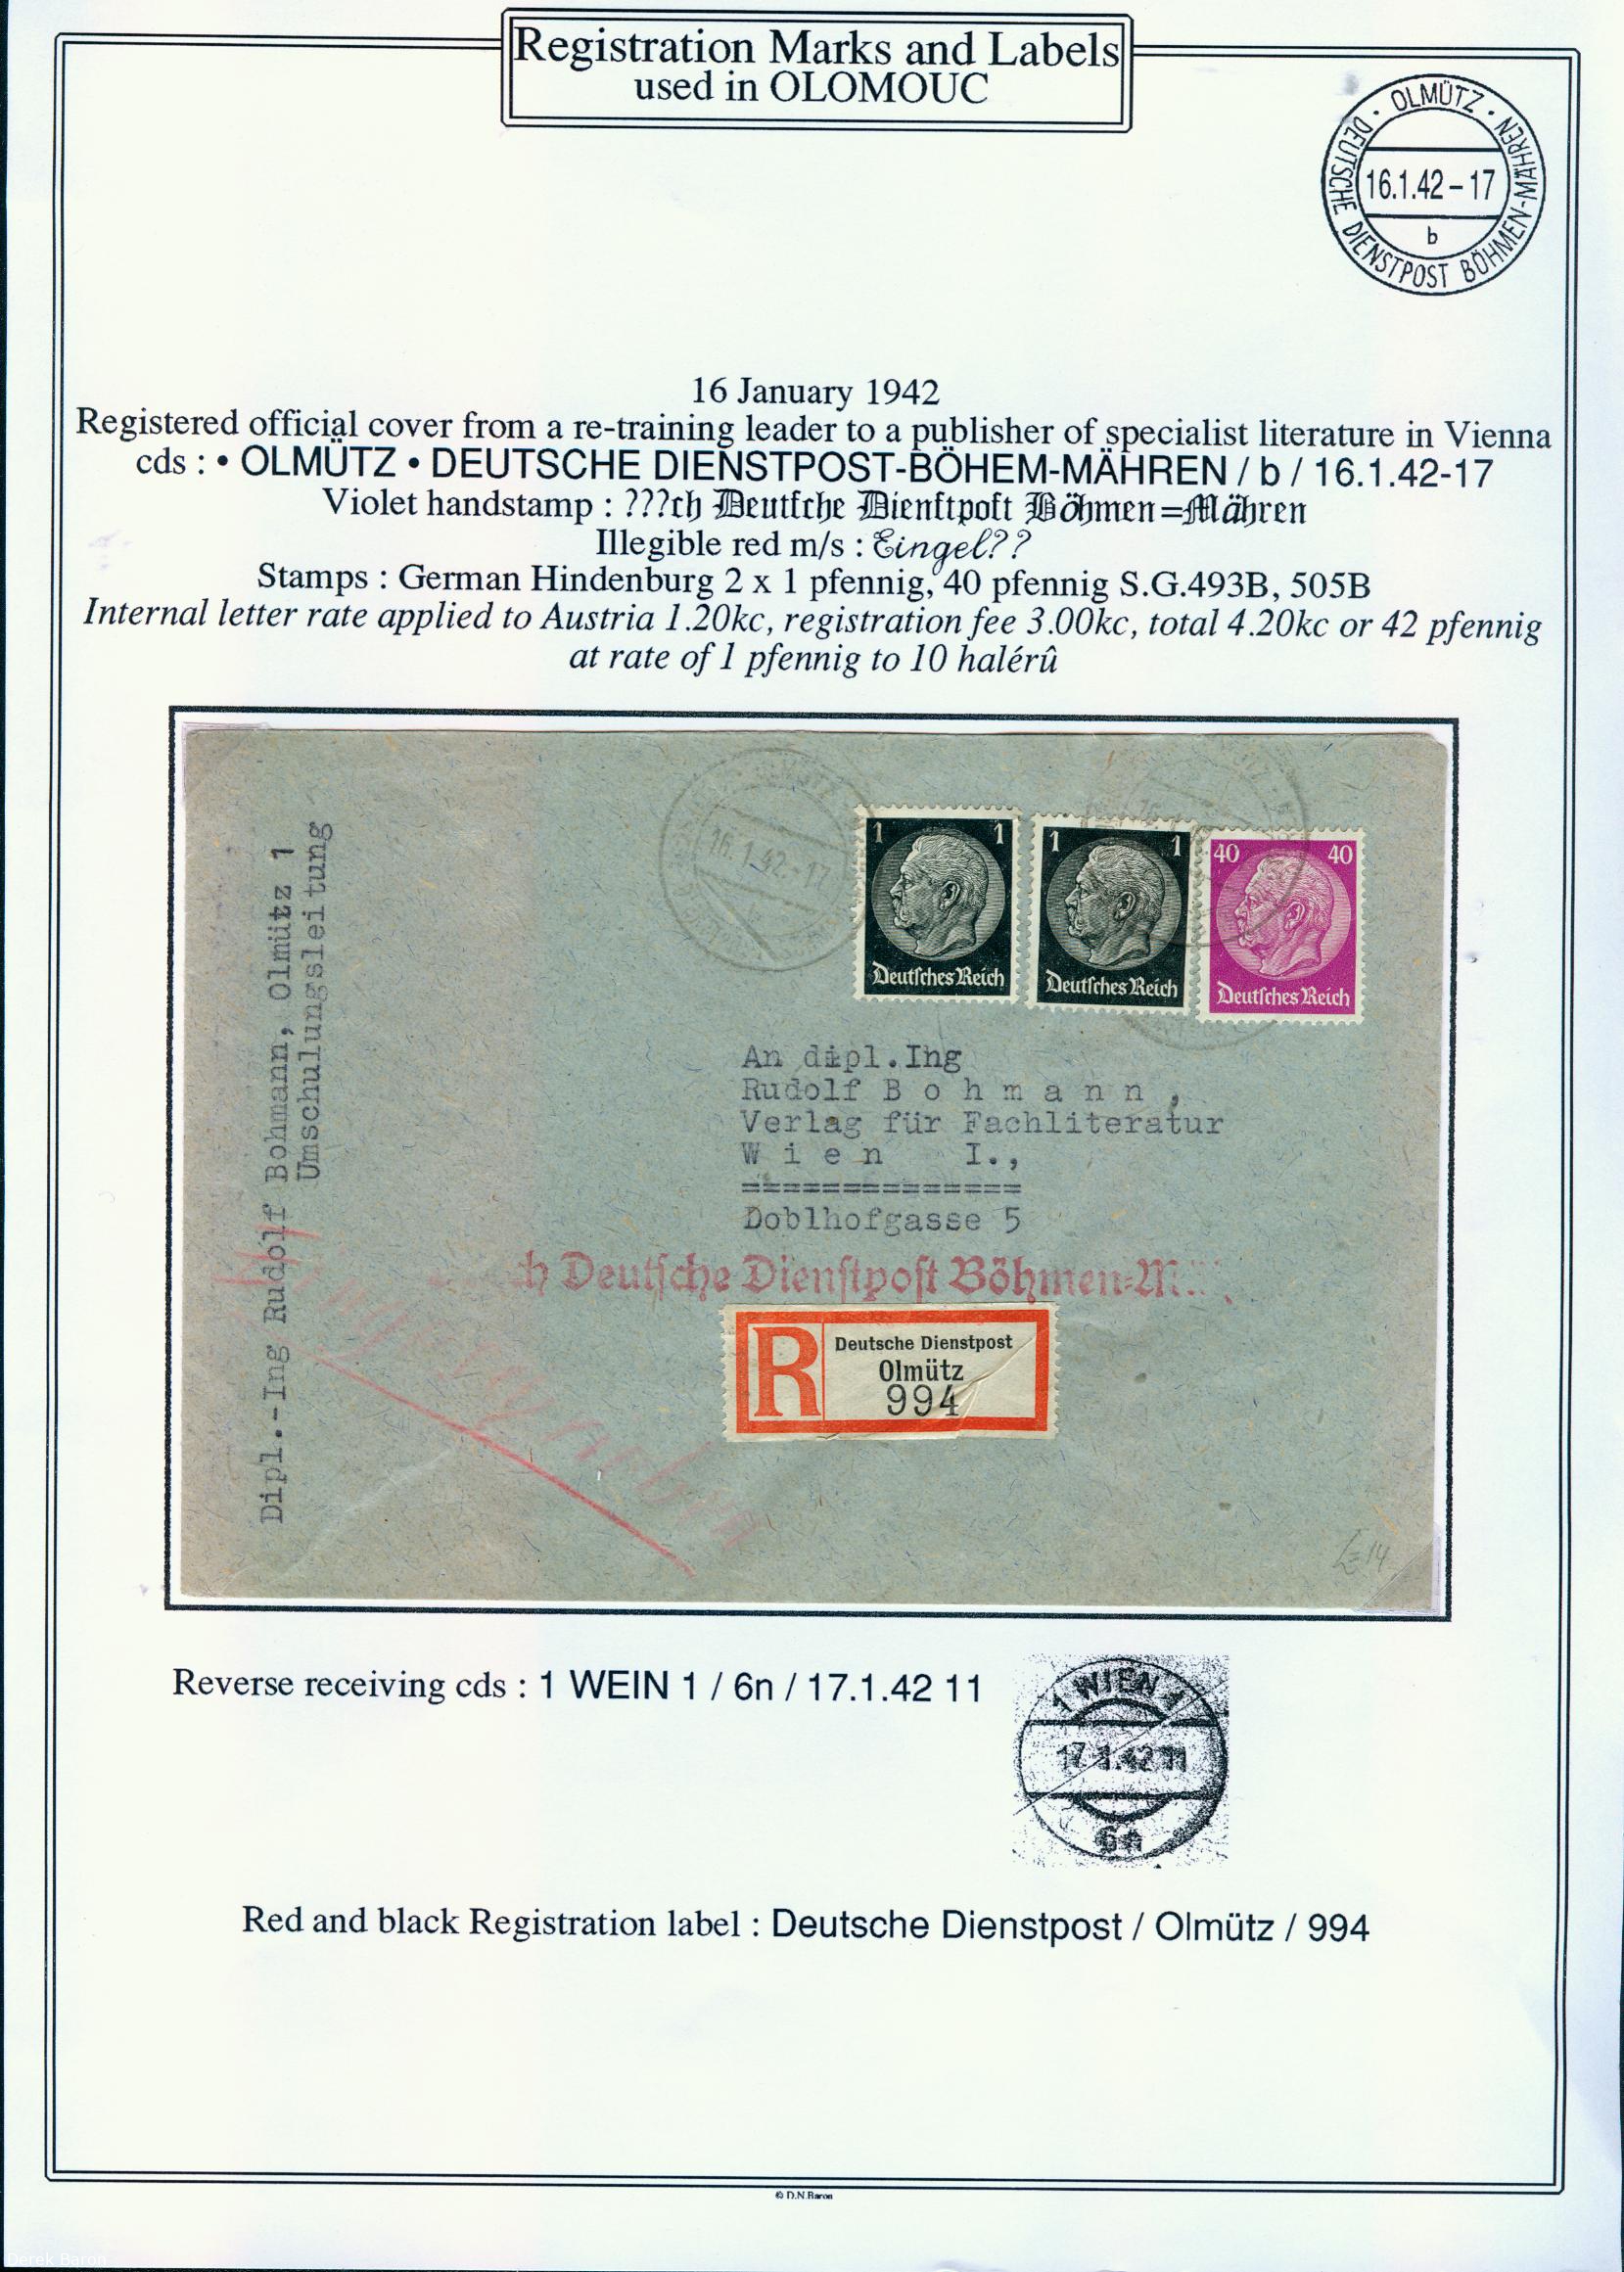 Registration Marks and Labels
used in OLOMOUC
• OLMÜTZ •
DEUTSCHE DIENSTPOST BÖHMEN-MÄHREN
16.1.42 – 17
b
16 January 1942
Registered official cover from a re-training leader to a publisher of specialist literature in Vienna
cds : • OLMÜTZ • DEUTSCHE DIENSTPOST-BÖHEM-MÄHREN / b / 16.1.42-17
Violet handstamp : ???ch Deutsche Dienstpost Böhmen=Mähren
Illegible red m/s : Eingel??
Stamps : German Hindenburg 2 x 1 pfennig, 40 pfennig S.G.493B, 505B
Internal letter rate applied to Austria 1.20kc, registration fee 3.00kc, total 4.20kc or 42 pfennig
at rate of 1 pfennig to 10 halérû
Dipl.-Ing Rudolf Bohmann, Olmütz 1
Umschulungsleitung
OLMÜTZ
16.1.42.-17
1 1
Deutsches Reich
1 1
Deutsches Reich
40 40
Deutsches Reich
An dipl.Ing
Rudolf B o h m a n n ,
Verlag für Fachliteratur
W i e n I.,
==============
Doblhofgasse 5
h Deutsche Dienstpost Böhmen=M
R
Deutsche Dienstpost
Olmütz
994
Reverse receiving cds : 1 WEIN 1 / 6n / 17.1.42 11
1 WIEN 1
17.1.42 11
6n
Red and black Registration label : Deutsche Dienstpost / Olmütz / 994
© D.N.Baron
Derek Baron